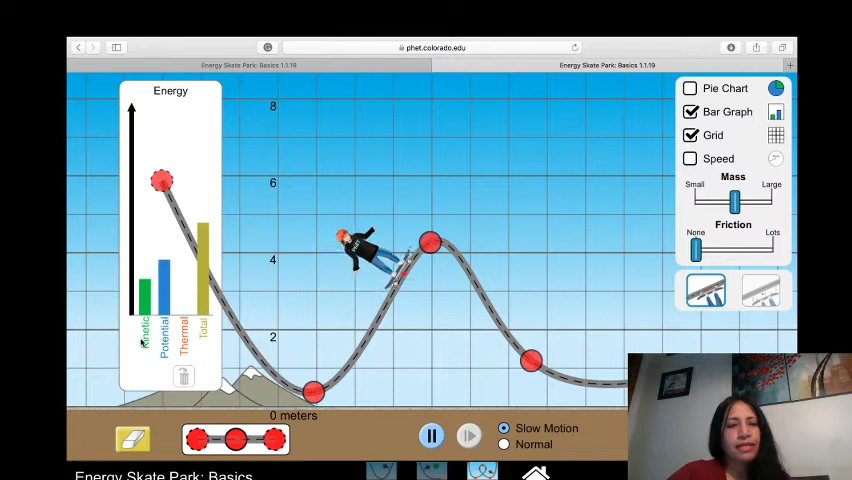 phet.colorado.edu
Energy Skate Park: Basics 1.1.19
Energy Skate Park: Basics 1.1.19
Energy
Kinetic
Potential
Thermal
Total
8
6
4
2
0 meters
PhET
Pie Chart
Bar Graph
Grid
Speed
Mass
Small
Large
Friction
None
Lots
Slow Motion
Normal
Energy Skate Park: Basics